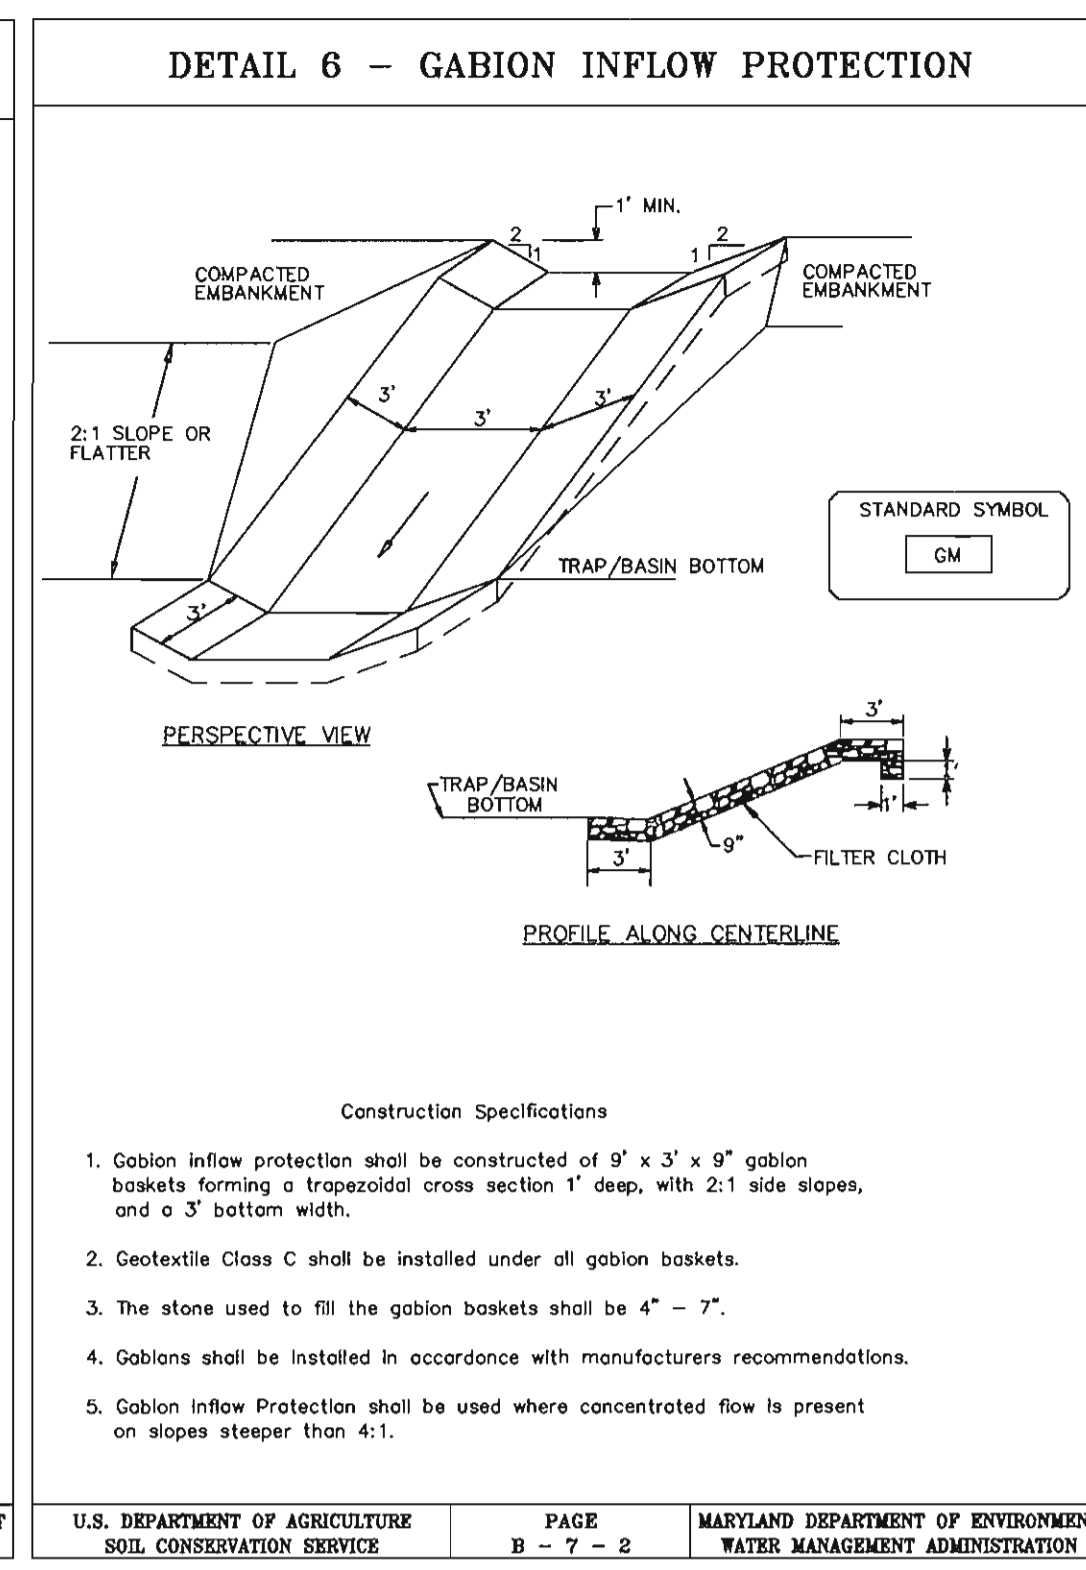 DETAIL 6 - GABION INFLOW PROTECTION
1' MIN.
2
1
2
1
COMPACTED
EMBANKMENT
COMPACTED
EMBANKMENT
3'
3'
3'
2:1 SLOPE OR
FLATTER
STANDARD SYMBOL
GM
TRAP/BASIN BOTTOM
3'
PERSPECTIVE VIEW
3'
TRAP/BASIN
BOTTOM
1'
9"
3'
FILTER CLOTH
PROFILE ALONG CENTERLINE
Construction Specifications
1. Gabion inflow protection shall be constructed of 9' x 3' x 9" gabion
baskets forming a trapezoidal cross section 1' deep, with 2:1 side slopes,
and a 3' bottom width.
2. Geotextile Class C shall be installed under all gabion baskets.
3. The stone used to fill the gabion baskets shall be 4" - 7".
4. Gabions shall be installed in accordance with manufacturers recommendations.
5. Gabion Inflow Protection shall be used where concentrated flow is present
on slopes steeper than 4:1.
U.S. DEPARTMENT OF AGRICULTURE
SOIL CONSERVATION SERVICE
PAGE
B - 7 - 2
MARYLAND DEPARTMENT OF ENVIRONMEN
WATER MANAGEMENT ADMINISTRATION